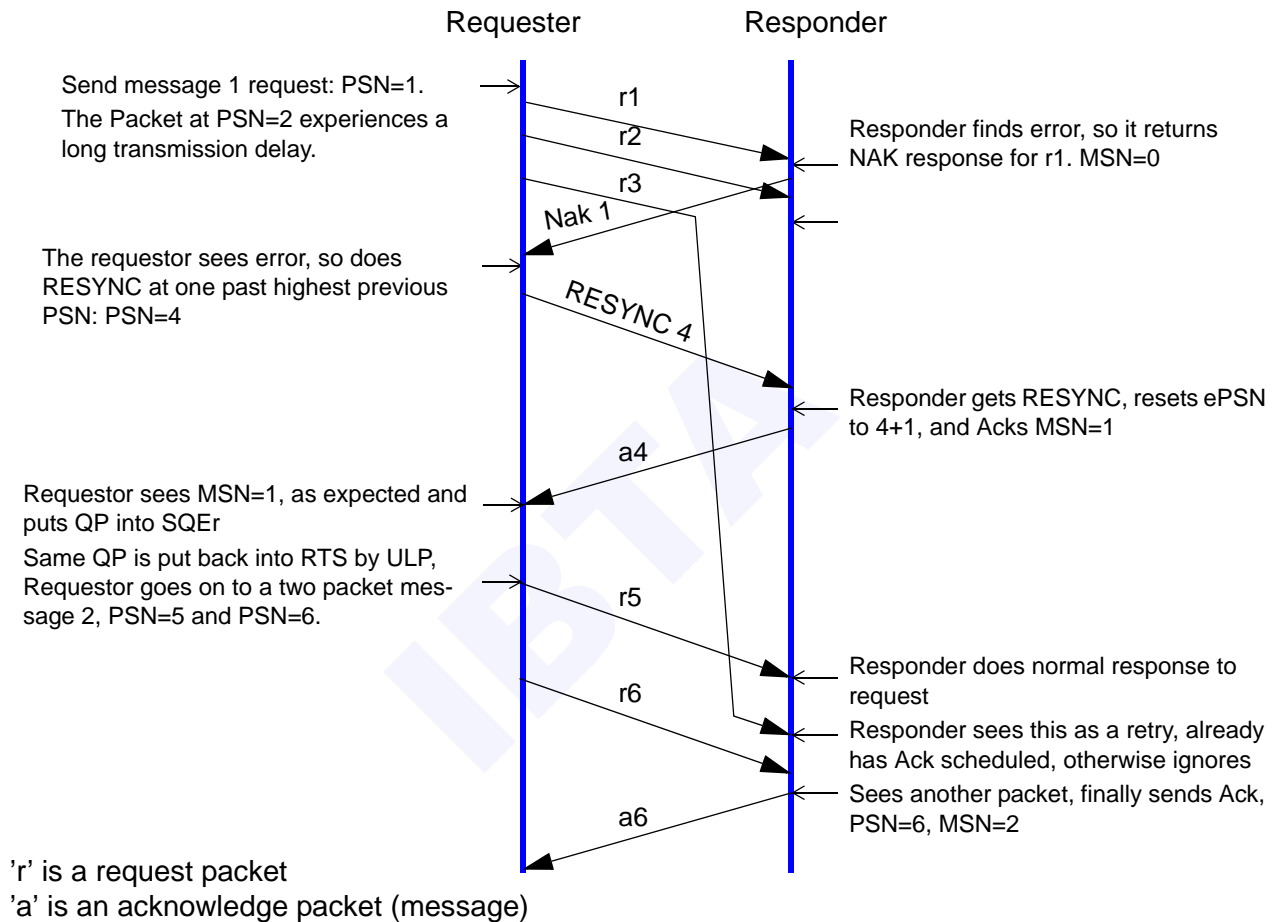 Requester
Responder
Send message 1 request: PSN=1.
The Packet at PSN=2 experiences a
long transmission delay.
r1
r2
r3
Responder finds error, so it returns
NAK response for r1. MSN=0
Nak 1
The requestor sees error, so does
RESYNC at one past highest previous
PSN: PSN=4
RESYNC 4
Responder gets RESYNC, resets ePSN
to 4+1, and Acks MSN=1
a4
Requestor sees MSN=1, as expected and
puts QP into SQEr
Same QP is put back into RTS by ULP,
Requestor goes on to a two packet mes-
sage 2, PSN=5 and PSN=6.
r5
Responder does normal response to
request
r6
Responder sees this as a retry, already
has Ack scheduled, otherwise ignores
Sees another packet, finally sends Ack,
PSN=6, MSN=2
a6
’r’ is a request packet
’a’ is an acknowledge packet (message)
IBTA